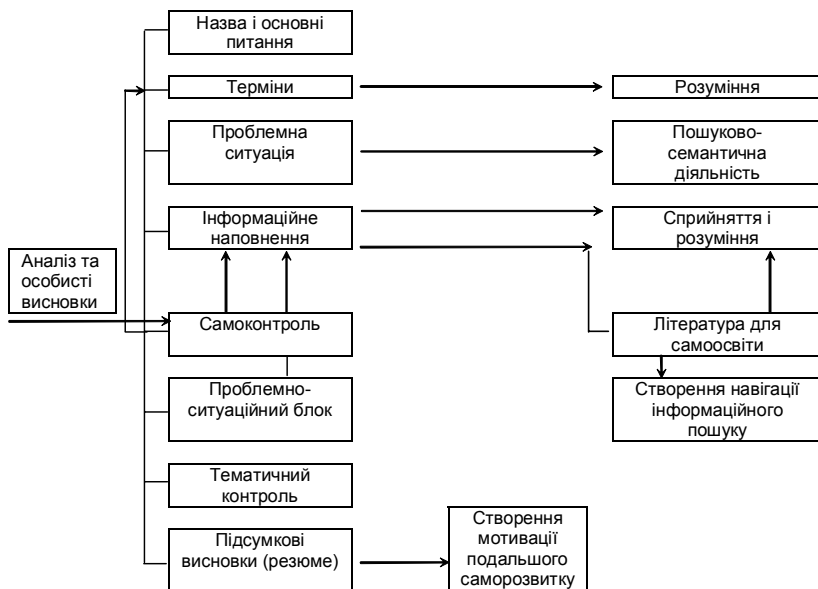 Назва і основні
питання
Терміни
Розуміння
Проблемна
ситуація
Пошуково-
семантична
діяльність
Інформаційне
наповнення
Сприйняття і
розуміння
Аналіз та
особисті
висновки
Самоконтроль
Література для
самоосвіти
Проблемно-
ситуаційний блок
Створення навігації
інформаційного
пошуку
Тематичний
контроль
Підсумкові
висновки (резюме)
Створення
мотивації
подальшого
саморозвитку